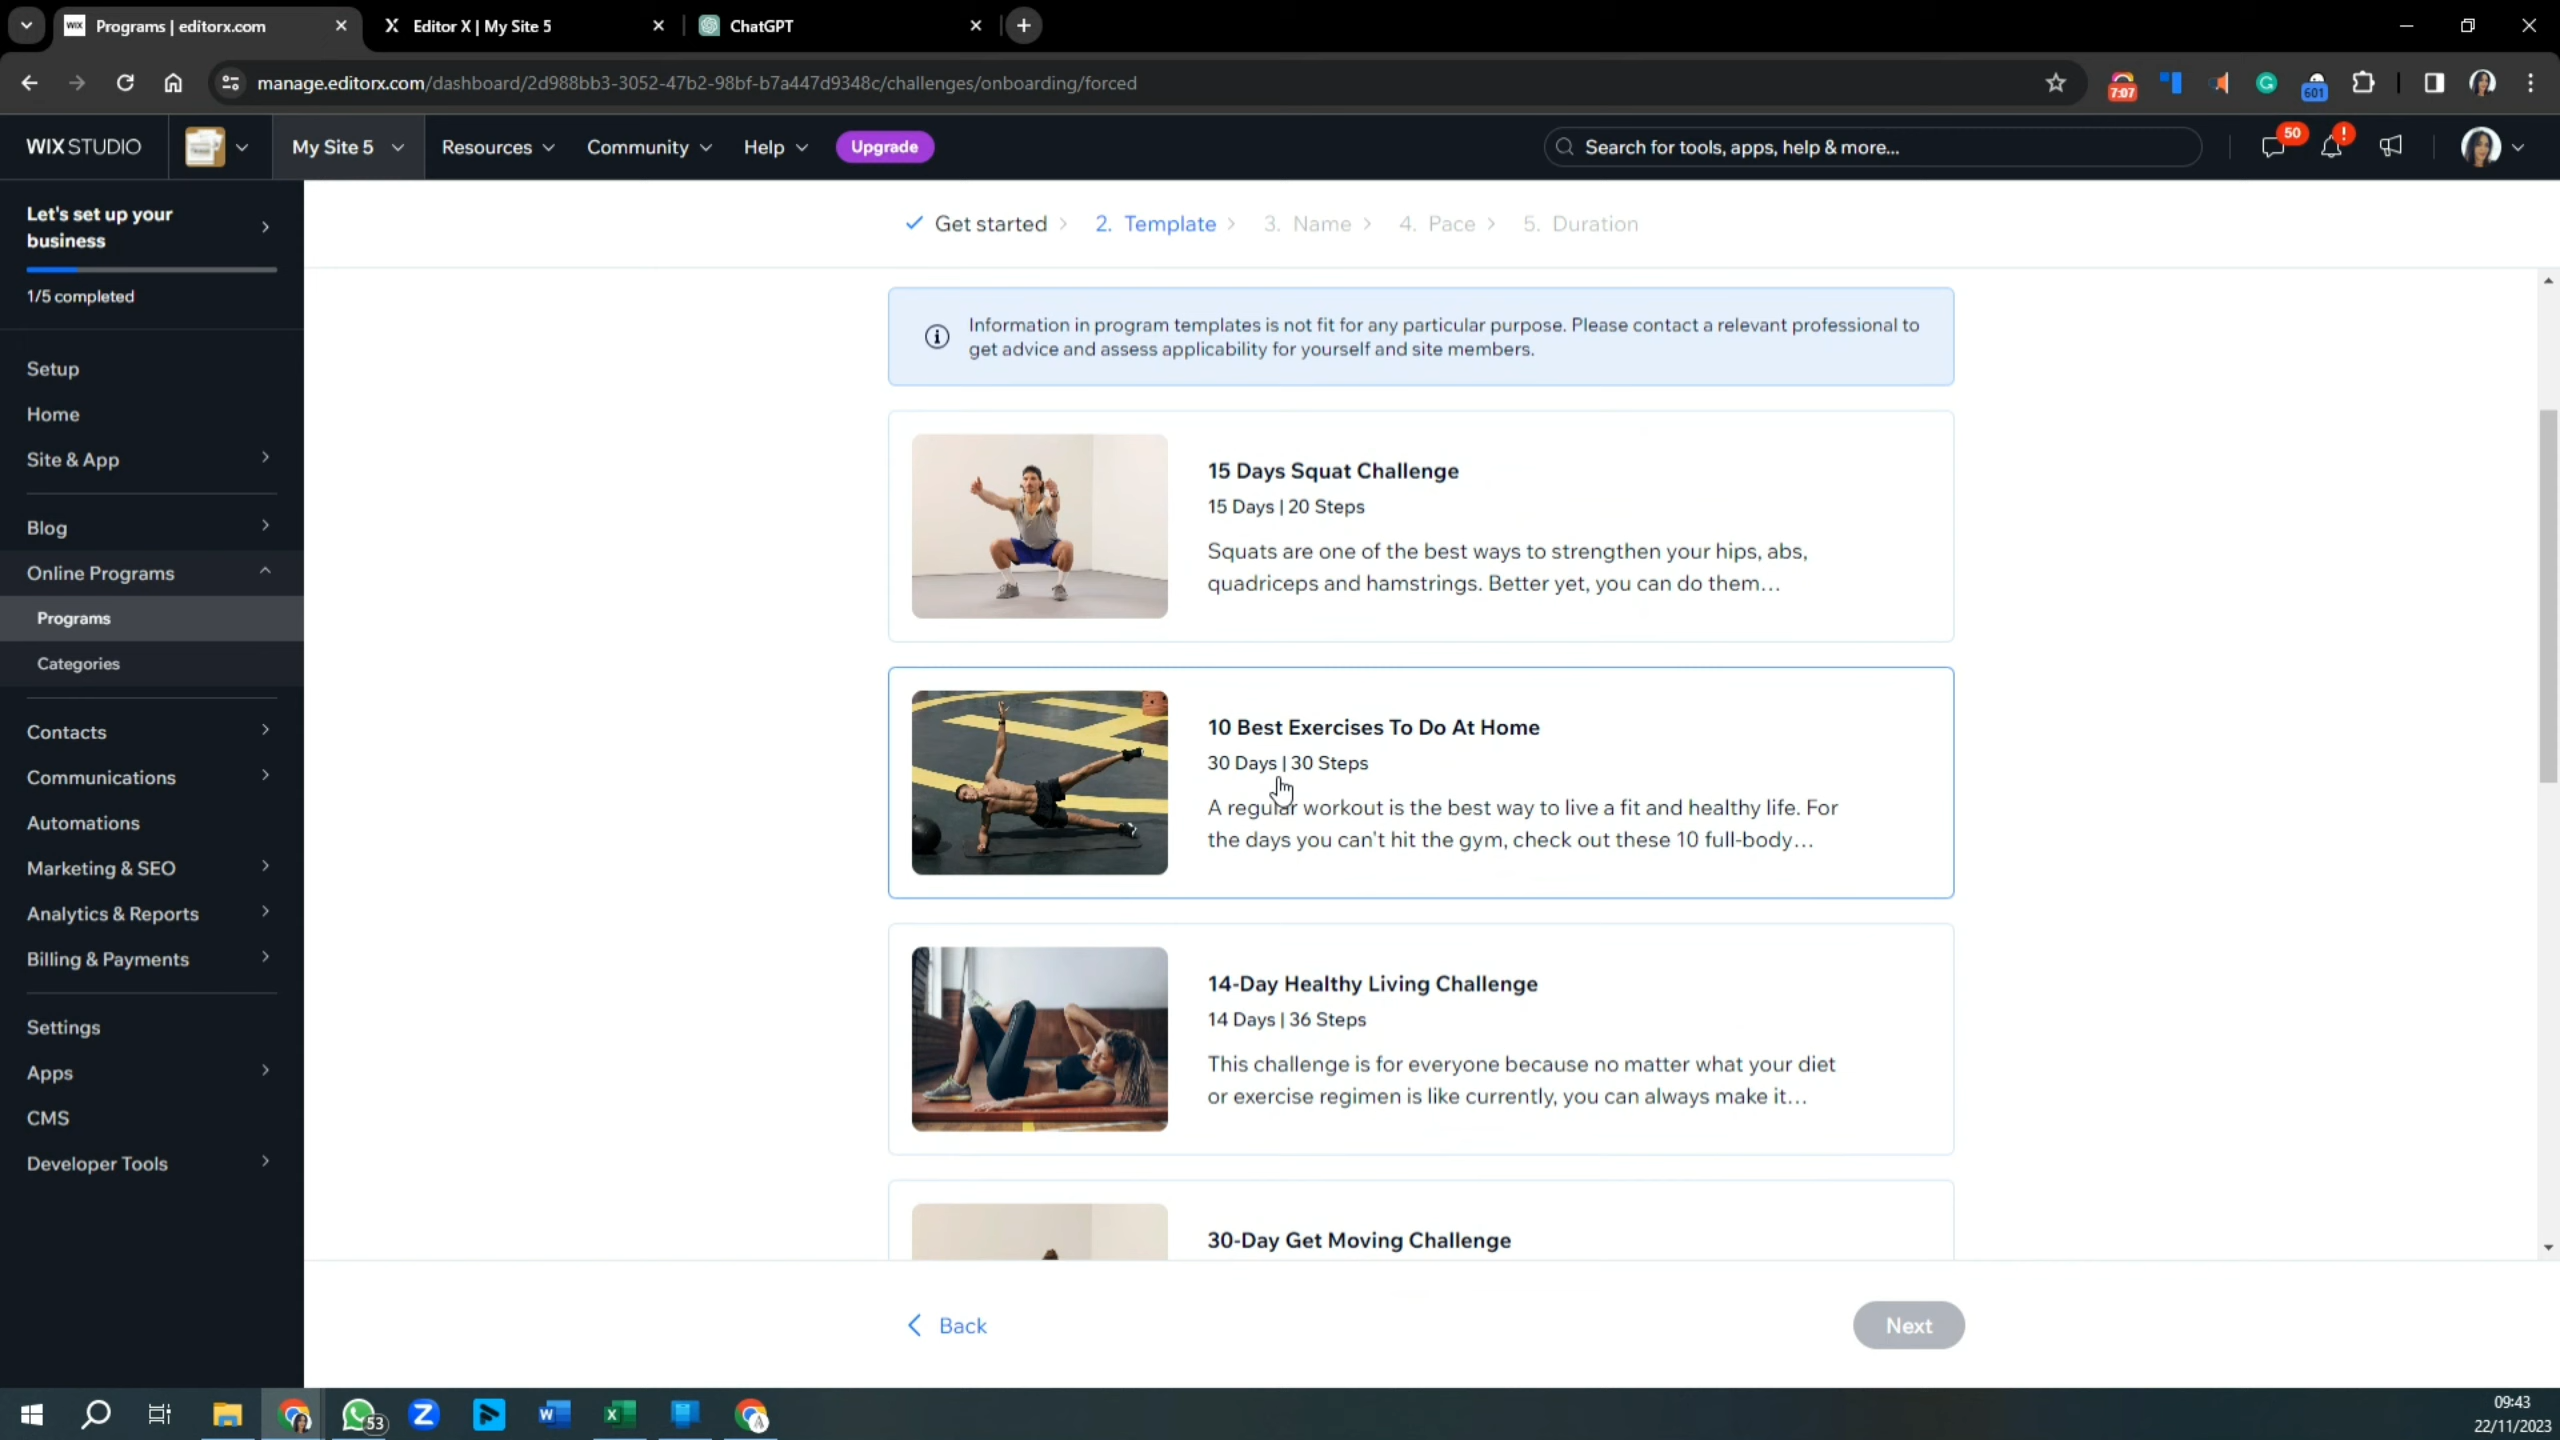 Programs | editorx.com
Editor X | My Site 5
ChatGPT
manage.editorx.com/dashboard/2d988bb3-3052-47b2-98bf-b7a447d9348c/challenges/onboarding/forced
7:07
601
WIX STUDIO
My Site 5
Resources
Community
Help
Upgrade
Search for tools, apps, help & more...
50
Let's set up your
business
1/5 completed
Setup
Home
Site & App
Blog
Online Programs
Programs
Categories
Contacts
Communications
Automations
Marketing & SEO
Analytics & Reports
Billing & Payments
Settings
Apps
CMS
Developer Tools
Get started
2. Template
3. Name
4. Pace
5. Duration
Information in program templates is not fit for any particular purpose. Please contact a relevant professional to
get advice and assess applicability for yourself and site members.
15 Days Squat Challenge
15 Days | 20 Steps
Squats are one of the best ways to strengthen your hips, abs,
quadriceps and hamstrings. Better yet, you can do them...
10 Best Exercises To Do At Home
30 Days | 30 Steps
A regular workout is the best way to live a fit and healthy life. For
the days you can't hit the gym, check out these 10 full-body...
14-Day Healthy Living Challenge
14 Days | 36 Steps
This challenge is for everyone because no matter what your diet
or exercise regimen is like currently, you can always make it...
30-Day Get Moving Challenge
Back
Next
53
09:43
22/11/2023